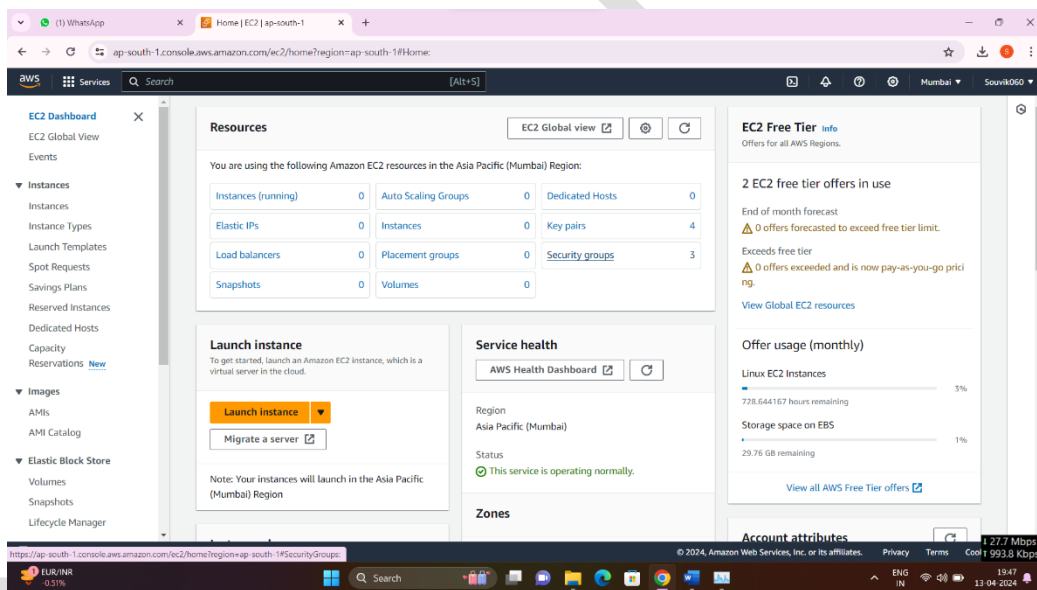 (1) WhatsApp
Home | EC2 | ap-south-1
ap-south-1.console.aws.amazon.com/ec2/home?region=ap-south-1#Home:
S
aws Services Search [Alt+S] Mumbai Souvik060
EC2 Dashboard
EC2 Global View
Events
Instances
Instances
Instance Types
Launch Templates
Spot Requests
Savings Plans
Reserved Instances
Dedicated Hosts
Capacity
Reservations New
Images
AMIs
AMI Catalog
Elastic Block Store
Volumes
Snapshots
Lifecycle Manager
Resources
EC2 Global view
You are using the following Amazon EC2 resources in the Asia Pacific (Mumbai) Region:
Instances (running) 0 Auto Scaling Groups 0 Dedicated Hosts 0
Elastic IPs 0 Instances 0 Key pairs 4
Load balancers 0 Placement groups 0 Security groups 3
Snapshots 0 Volumes 0
Launch instance
To get started, launch an Amazon EC2 instance, which is a
virtual server in the cloud.
Launch instance
Migrate a server
Note: Your instances will launch in the Asia Pacific
(Mumbai) Region
Service health
AWS Health Dashboard
Region
Asia Pacific (Mumbai)
Status
This service is operating normally.
Zones
EC2 Free Tier Info
Offers for all AWS Regions.
2 EC2 free tier offers in use
End of month forecast
0 offers forecasted to exceed free tier limit.
Exceeds free tier
0 offers exceeded and is now pay-as-you-go prici
ng.
View Global EC2 resources
Offer usage (monthly)
Linux EC2 Instances
3%
728.644167 hours remaining
Storage space on EBS
1%
29.76 GB remaining
View all AWS Free Tier offers
Account attributes
https://ap-south-1.console.aws.amazon.com/ec2/home?region=ap-south-1#SecurityGroups:
© 2024, Amazon Web Services, Inc. or its affiliates. Privacy Terms
27.7 Mbps
993.8 Kbps
1
EUR/INR
-0.51%
Search
ENG
IN
19:47
13-04-2024